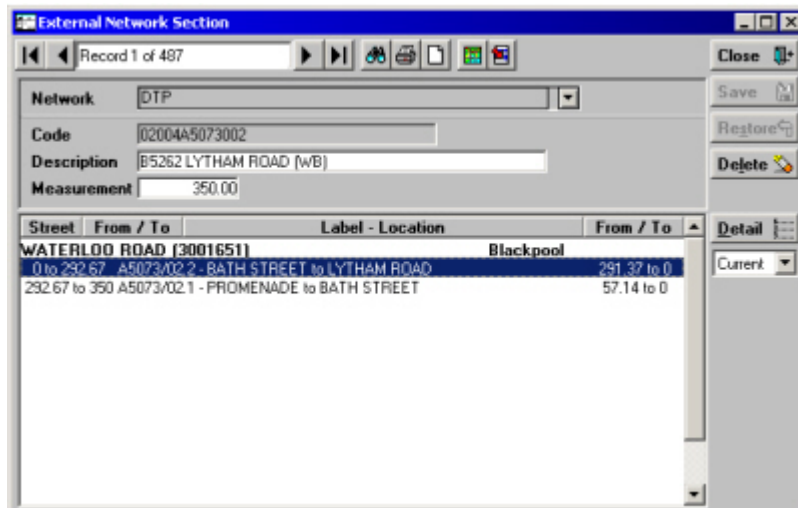 External Network Section
Record 1 of 487
Close
Network DTP
Save
Code 02004A5073002
Restore
Description B5262 LYTHAM ROAD (WB)
Delete
Measurement 350.00
Street From / To Label - Location From / To
Detail
WATERLOO ROAD (3001651) Blackpool
0 to 292.67 A5073/02.2 - BATH STREET to LYTHAM ROAD 291.37 to 0
Current
292.67 to 350 A5073/02.1 - PROMENADE to BATH STREET 57.14 to 0